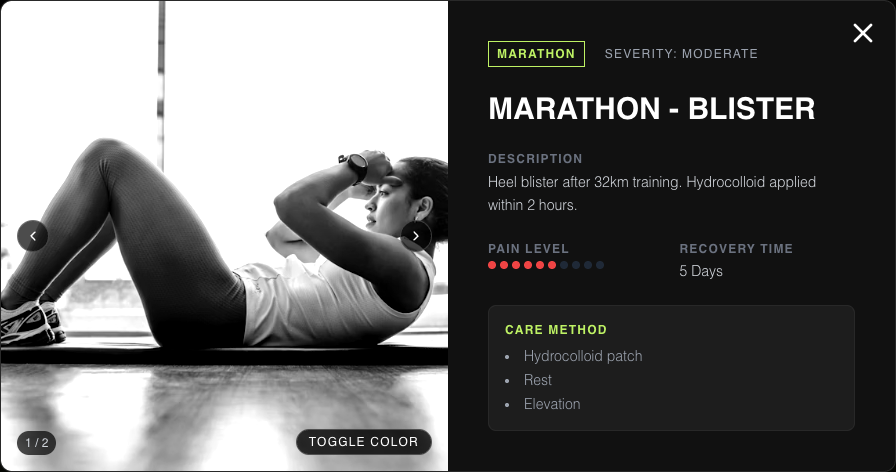 MARATHON
SEVERITY: MODERATE
MARATHON - BLISTER
DESCRIPTION
Heel blister after 32km training. Hydrocolloid applied
within 2 hours.
PAIN LEVEL
RECOVERY TIME
5 Days
CARE METHOD
• Hydrocolloid patch
• Rest
• Elevation
1 / 2
TOGGLE COLOR